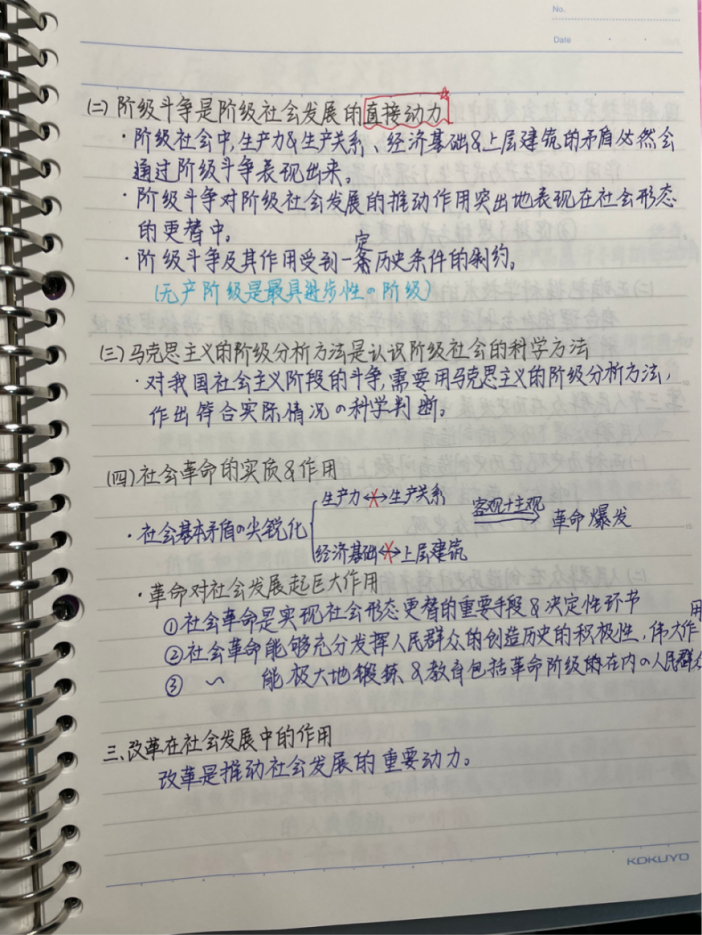 No.
Date
(二) 阶级斗争是阶级社会发展的直接动力
·阶级社会中,生产力&生产关系、经济基础&上层建筑的矛盾必然会
通过阶级斗争表现出来。
·阶级斗争对阶级社会发展的推动作用突出地表现在社会形态
的更替中。
·阶级斗争及其作用受到一定历史条件的制约。
(无产阶级是最具进步性の阶级)
(三) 马克思主义的阶级分析方法是认识阶级社会的科学方法
·对我国社会主义阶段的斗争,需要用马克思主义的阶级分析方法,
作出符合实际情况の科学判断。
(四) 社会革命的实质&作用
·社会基本矛盾の尖锐化
生产力↔生产关系
经济基础↔上层建筑
客观+主观
革命爆发
·革命对社会发展起巨大作用
①社会革命是实现社会形态更替的重要手段&决定性环节
②社会革命能够充分发挥人民群众的创造历史的积极性,伟大作用
③ 〜 能极大地锻炼&教育包括革命阶级的在内の人民群众
三、改革在社会发展中的作用
改革是推动社会发展的重要动力。
KOKUYO